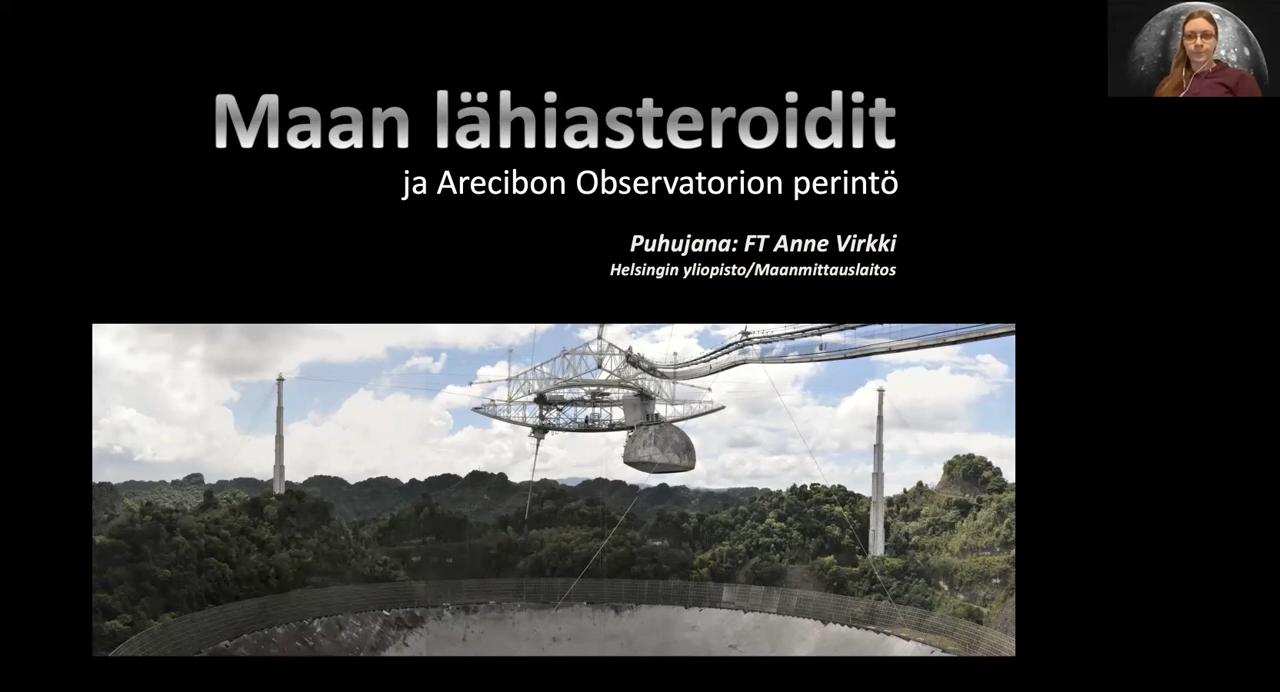 Maan lähiasteroidit
ja Arecibon Observatorion perintö
Puhujana: FT Anne Virkki
Helsingin yliopisto/Maanmittauslaitos